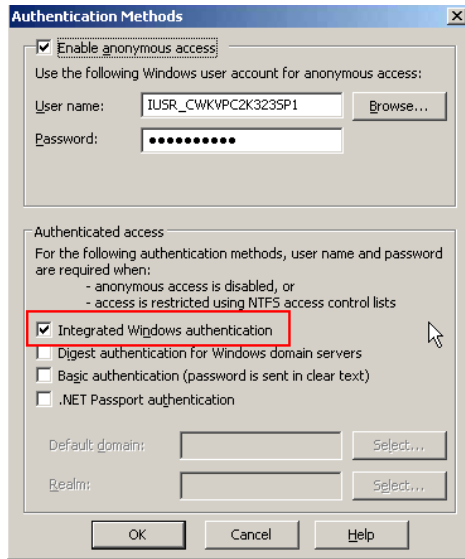 Authentication Methods
Enable anonymous access
Use the following Windows user account for anonymous access:
User name: IUSR_CWKVPC2K323SP1 Browse...
Password: ●●●●●●●●●●
Authenticated access
For the following authentication methods, user name and password
are required when:
- anonymous access is disabled, or
- access is restricted using NTFS access control lists
Integrated Windows authentication
Digest authentication for Windows domain servers
Basic authentication (password is sent in clear text)
.NET Passport authentication
Default domain: Select...
Realm: Select...
OK Cancel Help